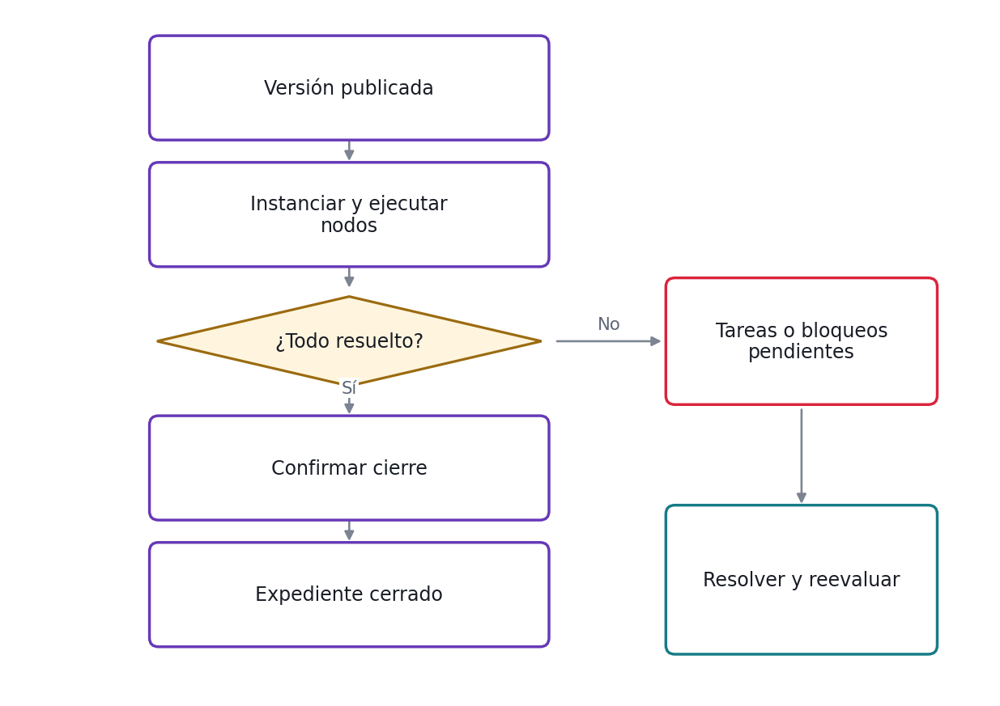 Versión publicada
Instanciar y ejecutar
nodos
¿Todo resuelto?
No
Tareas o bloqueos
pendientes
Sí
Confirmar cierre
Resolver y reevaluar
Expediente cerrado